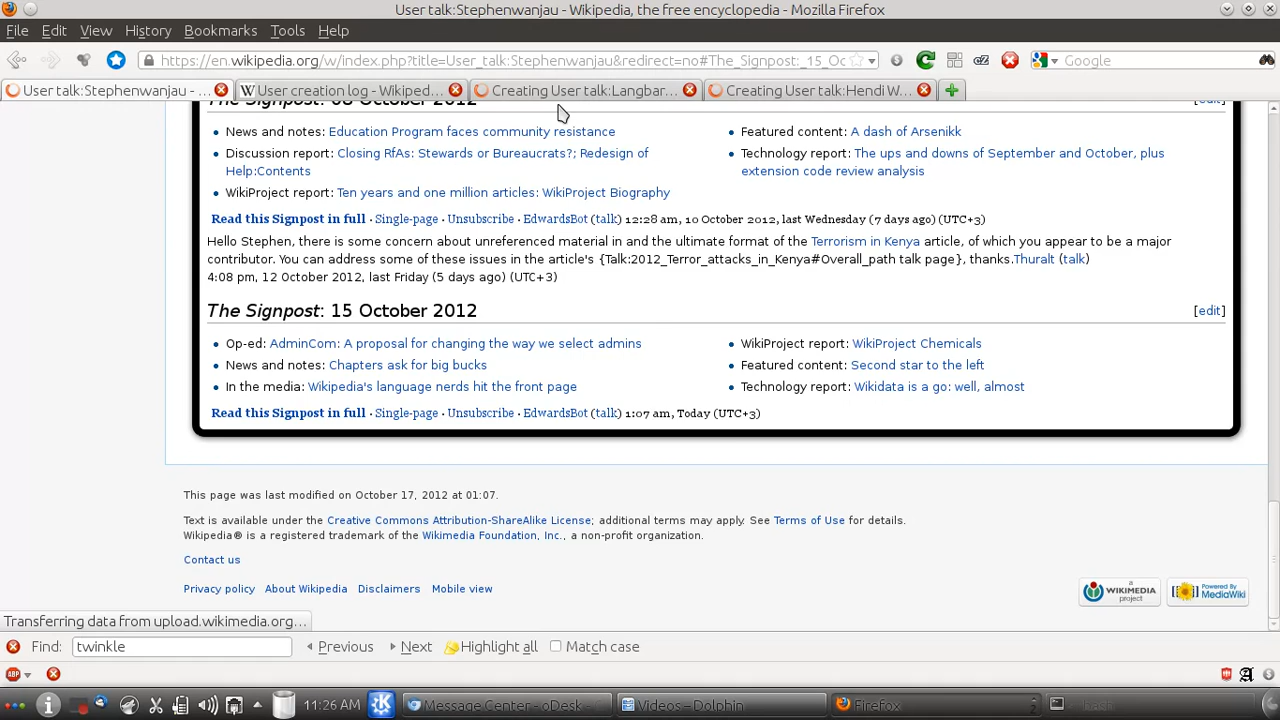 User talk:Stephenwanjau - Wikipedia, the free encyclopedia - Mozilla Firefox
File Edit View History Bookmarks Tools Help
https://en.wikipedia.org/w/index.php?title=User_talk:Stephenwanjau&redirect=no#The_Signpost:_15_Oc
Google
User talk:Stephenwanjau - ...
User creation log - Wikiped...
Creating User talk:Langbar...
Creating User talk:Hendi W...
The Signpost: 08 October 2012 [edit]
News and notes: Education Program faces community resistance
Discussion report: Closing RfAs: Stewards or Bureaucrats?; Redesign of
Help:Contents
WikiProject report: Ten years and one million articles: WikiProject Biography
Featured content: A dash of Arsenikk
Technology report: The ups and downs of September and October, plus
extension code review analysis
Read this Signpost in full · Single-page · Unsubscribe · EdwardsBot (talk) 12:28 am, 10 October 2012, last Wednesday (7 days ago) (UTC+3)
Hello Stephen, there is some concern about unreferenced material in and the ultimate format of the Terrorism in Kenya article, of which you appear to be a major
contributor. You can address some of these issues in the article's {Talk:2012_Terror_attacks_in_Kenya#Overall_path talk page}, thanks.Thuralt (talk)
4:08 pm, 12 October 2012, last Friday (5 days ago) (UTC+3)
The Signpost: 15 October 2012 [edit]
Op-ed: AdminCom: A proposal for changing the way we select admins
News and notes: Chapters ask for big bucks
In the media: Wikipedia's language nerds hit the front page
WikiProject report: WikiProject Chemicals
Featured content: Second star to the left
Technology report: Wikidata is a go: well, almost
Read this Signpost in full · Single-page · Unsubscribe · EdwardsBot (talk) 1:07 am, Today (UTC+3)
This page was last modified on October 17, 2012 at 01:07.
Text is available under the Creative Commons Attribution-ShareAlike License; additional terms may apply. See Terms of Use for details.
Wikipedia® is a registered trademark of the Wikimedia Foundation, Inc., a non-profit organization.
Contact us
Privacy policy About Wikipedia Disclaimers Mobile view
A WIKIMEDIA project
Powered By MediaWiki
Transferring data from upload.wikimedia.org...
Find: twinkle Previous Next Highlight all Match case
ABP
11:26 AM
Message Center - oDesk -
Videos – Dolphin
Firefox
bash